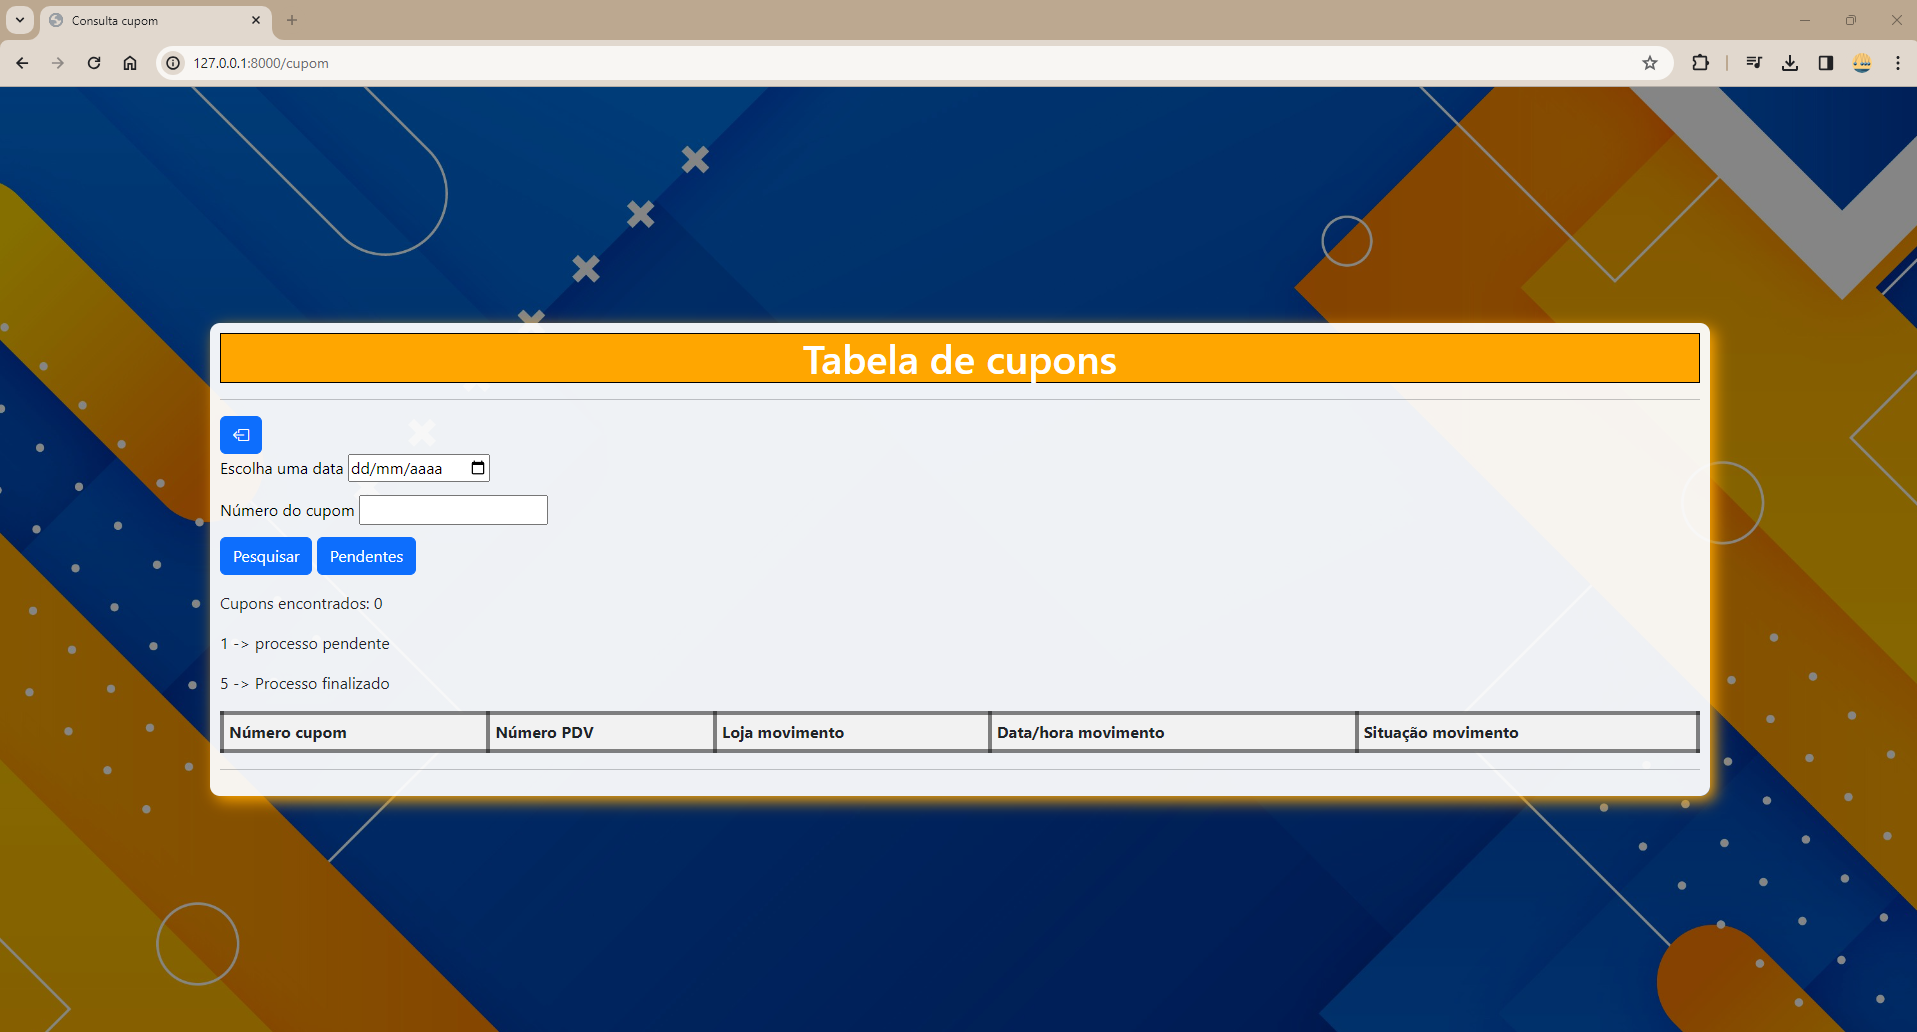 Consulta cupom
127.0.0.1:8000/cupom
Tabela de cupons
Escolha uma data dd/mm/aaaa
Número do cupom
Pesquisar Pendentes
Cupons encontrados: 0
1 -> processo pendente
5 -> Processo finalizado
Número cupom Número PDV Loja movimento Data/hora movimento Situação movimento